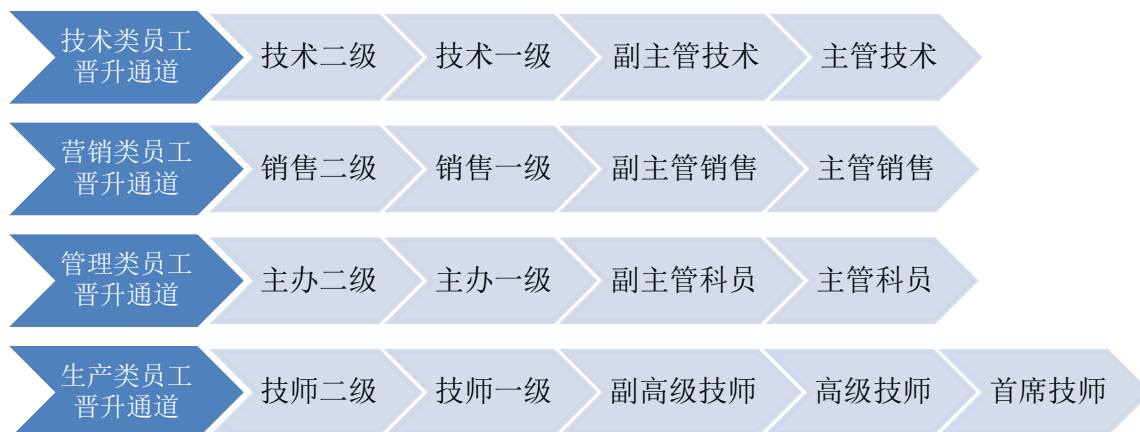 技术类员工
晋升通道
技术二级
技术一级
副主管技术
主管技术
营销类员工
晋升通道
销售二级
销售一级
副主管销售
主管销售
管理类员工
晋升通道
主办二级
主办一级
副主管科员
主管科员
生产类员工
晋升通道
技师二级
技师一级
副高级技师
高级技师
首席技师